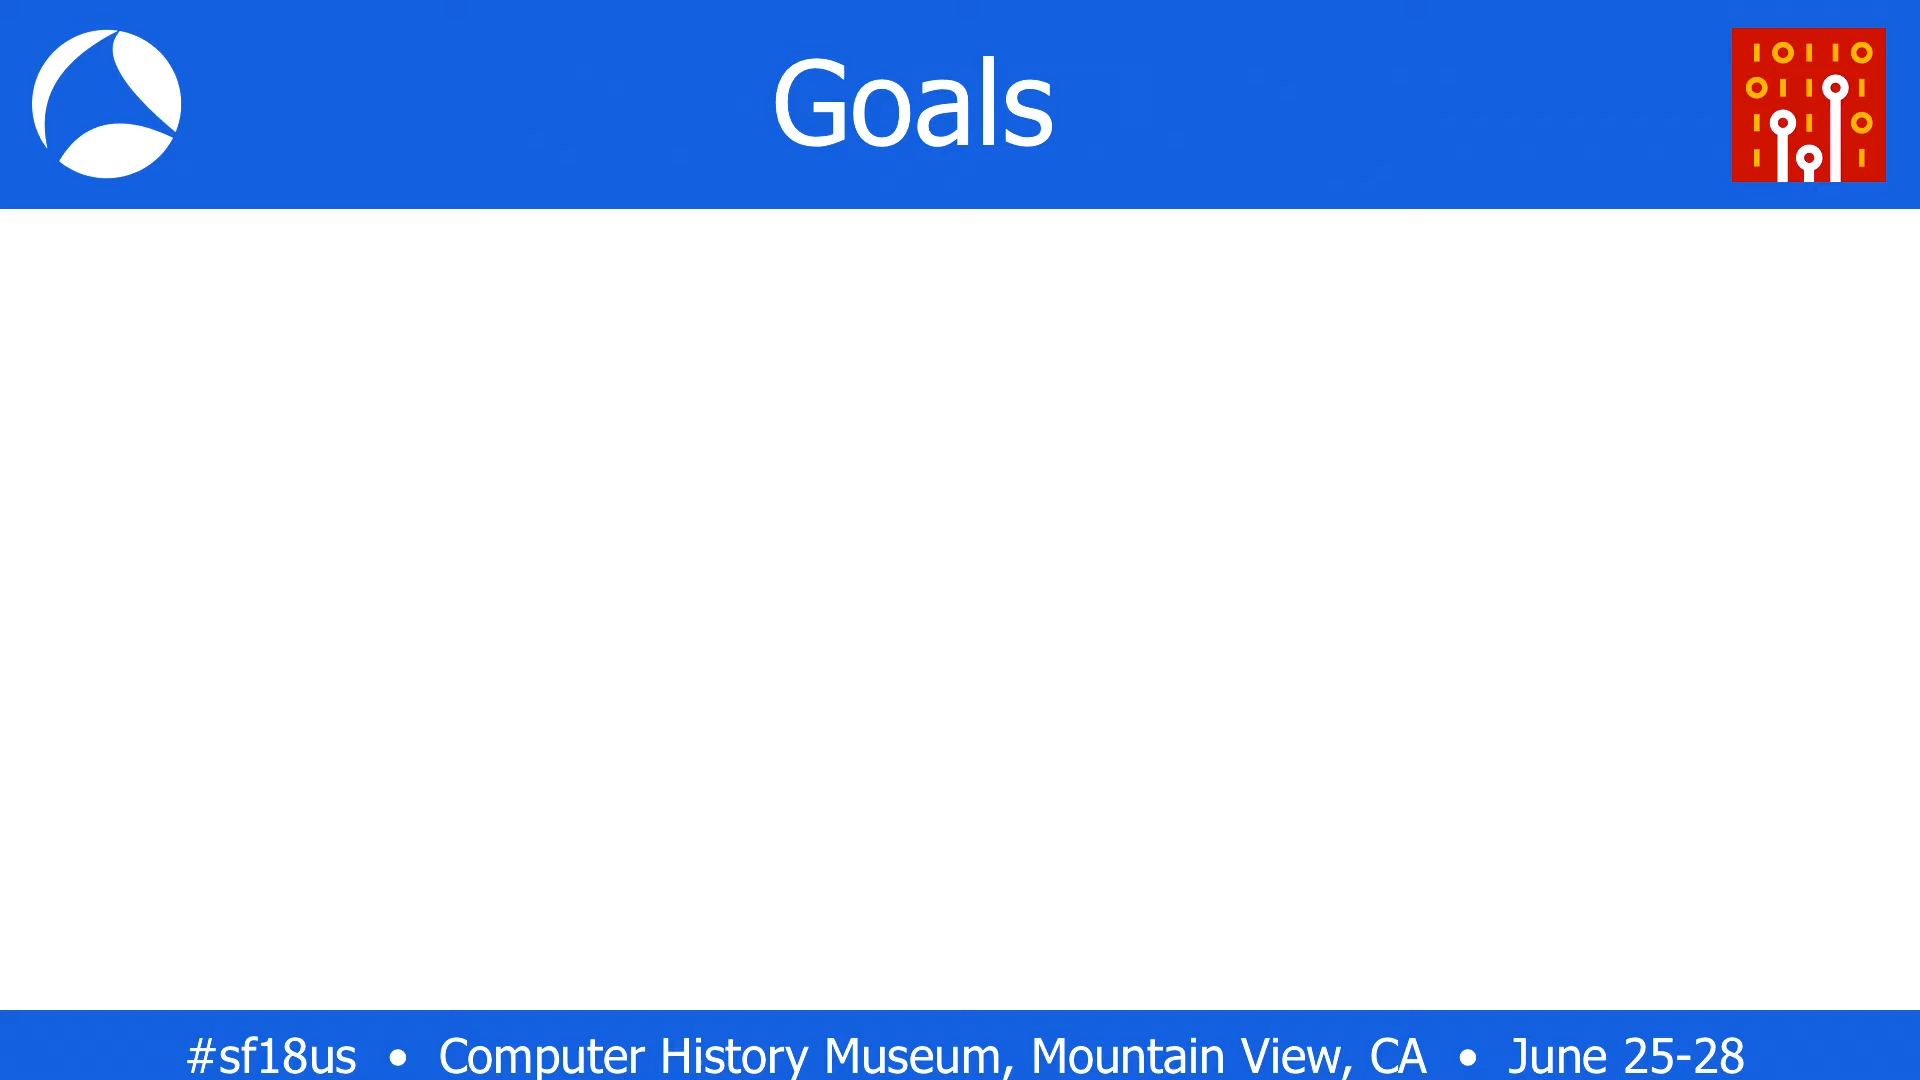 Goals
#sf18us • Computer History Museum, Mountain View, CA • June 25-28